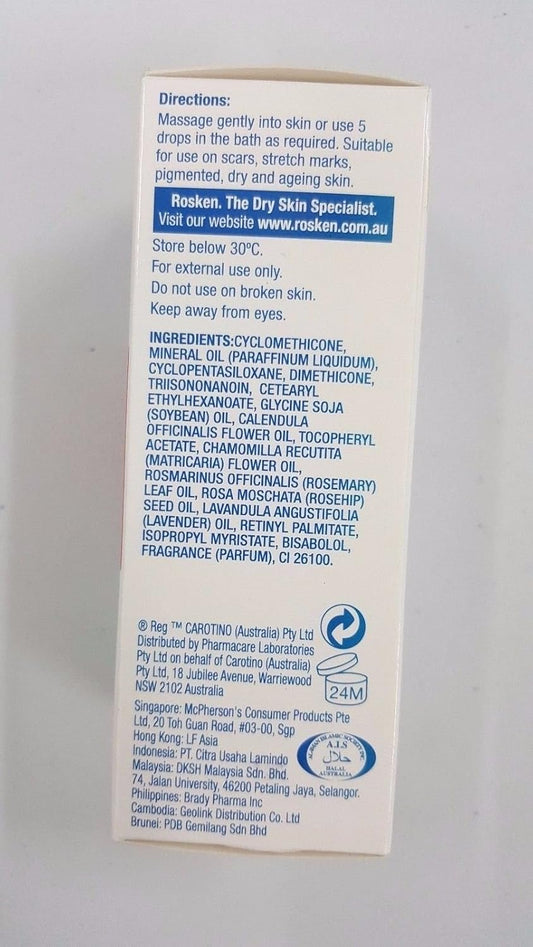 Directions:
Massage gently into skin or use 5
drops in the bath as required. Suitable
for use on scars, stretch marks,
pigmented, dry and ageing skin.
Rosken. The Dry Skin Specialist.
Visit our website www.rosken.com.au
Store below 30ºC.
For external use only.
Do not use on broken skin.
Keep away from eyes.
INGREDIENTS:CYCLOMETHICONE,
MINERAL OIL (PARAFFINUM LIQUIDUM),
CYCLOPENTASILOXANE, DIMETHICONE,
TRIISONONANOIN, CETEARYL
ETHYLHEXANOATE, GLYCINE SOJA
(SOYBEAN) OIL, CALENDULA
OFFICINALIS FLOWER OIL, TOCOPHERYL
ACETATE, CHAMOMILLA RECUTITA
(MATRICARIA) FLOWER OIL,
ROSMARINUS OFFICINALIS (ROSEMARY)
LEAF OIL, ROSA MOSCHATA (ROSEHIP)
SEED OIL, LAVANDULA ANGUSTIFOLIA
(LAVENDER) OIL, RETINYL PALMITATE,
ISOPROPYL MYRISTATE, BISABOLOL,
FRAGRANCE (PARFUM), CI 26100.
® Reg ™ CAROTINO (Australia) Pty Ltd
Distributed by Pharmacare Laboratories
Pty Ltd on behalf of Carotino (Australia)
Pty Ltd, 18 Jubilee Avenue, Warriewood
NSW 2102 Australia
24M
Singapore: McPherson's Consumer Products Pte
Ltd, 20 Toh Guan Road, #03-00, Sgp
Hong Kong: LF Asia
Indonesia: PT. Citra Usaha Lamindo
Malaysia: DKSH Malaysia Sdn. Bhd.
74, Jalan University, 46200 Petaling Jaya, Selangor.
Philippines: Brady Pharma Inc
Cambodia: Geolink Distribution Co. Ltd
Brunei: PDB Gemilang Sdn Bhd
ISLAMIC SOCIETY
A.I.S
حلال
HALAL
AUSTRALIA